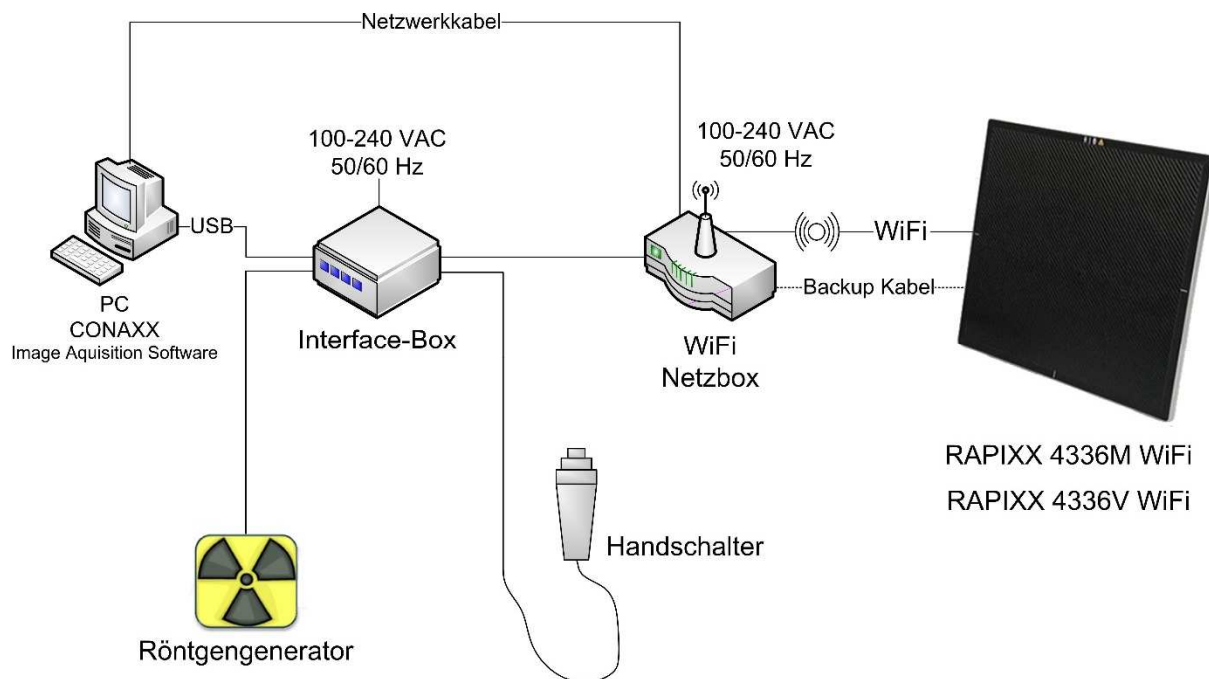 Netzwerkkabel
100-240 VAC
50/60 Hz
100-240 VAC
50/60 Hz
USB
WiFi
Backup Kabel
PC
CONAXX
Image Aquisition Software
Interface-Box
WiFi
Netzbox
RAPIXX 4336M WiFi
RAPIXX 4336V WiFi
Handschalter
Röntgengenerator